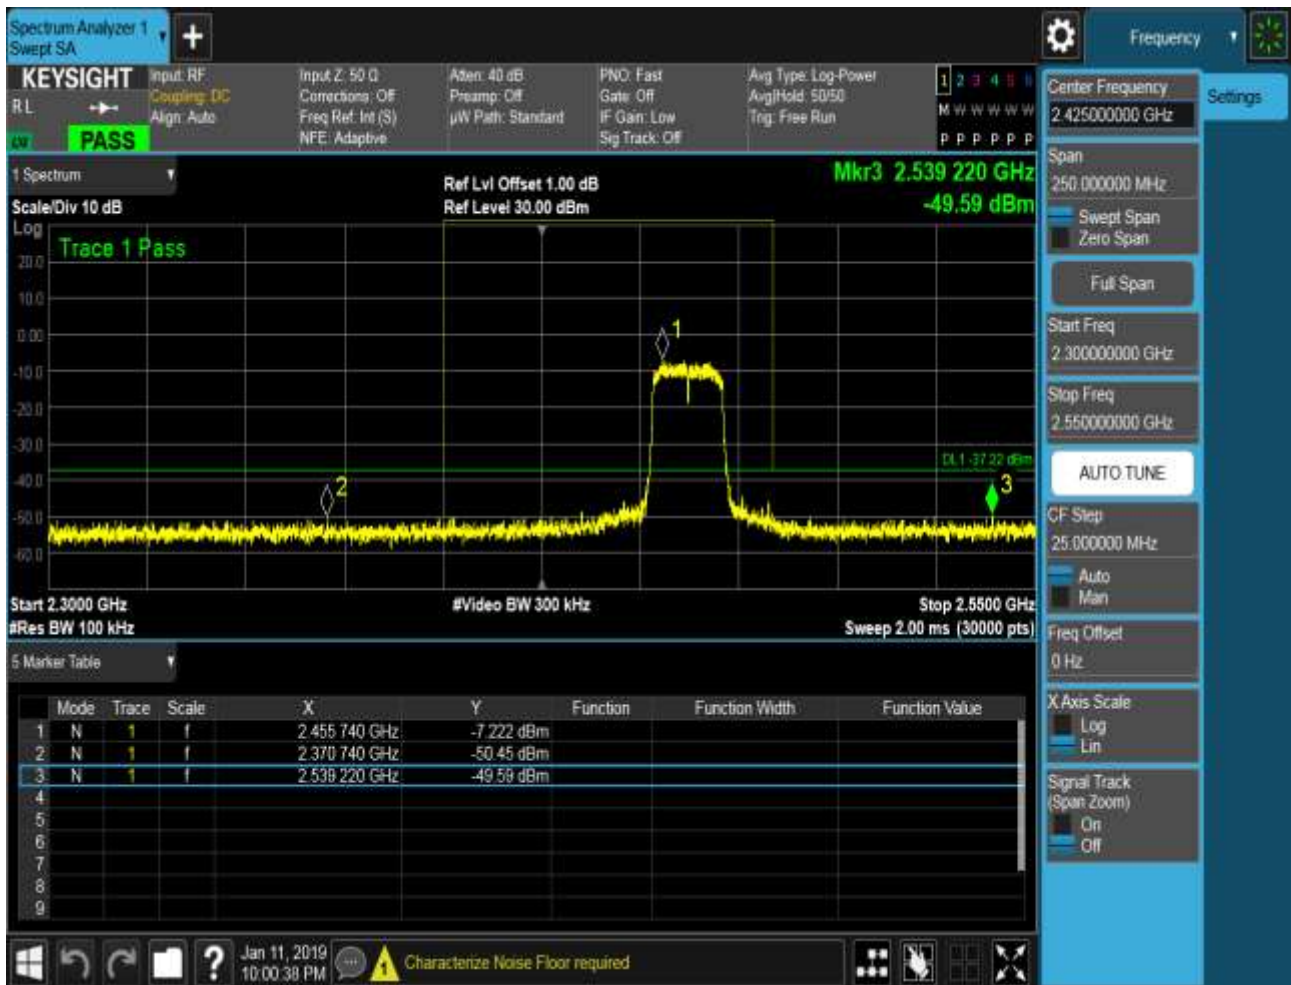 Spectrum Analyzer 1
Swept SA
+
Frequency
KEYSIGHT
R L
PASS
Input: RF
Coupling: DC
Align: Auto
Input Z: 50 Ω
Corrections: Off
Freq Ref: Int (S)
NFE: Adaptive
Atten: 40 dB
Preamp: Off
µW Path: Standard
PNO: Fast
Gate: Off
IF Gain: Low
Sig Track: Off
Avg Type: Log-Power
Avg|Hold: 50/50
Trig: Free Run
1 2 3 4 5 6
M W W W W W
P P P P P P
1 Spectrum
Scale/Div 10 dB
Ref Lvl Offset 1.00 dB
Ref Level 30.00 dBm
Mkr3 2.539 220 GHz
-49.59 dBm
Log
Trace 1 Pass
20.0
10.0
0.00
-10.0
-20.0
-30.0
-40.0
-50.0
-60.0
1
2
3
DL1 -37.22 dBm
Start 2.3000 GHz
#Res BW 100 kHz
#Video BW 300 kHz
Stop 2.5500 GHz
Sweep 2.00 ms (30000 pts)
5 Marker Table
Mode Trace Scale X Y Function Function Width Function Value
1 N 1 f 2.455 740 GHz -7.222 dBm
2 N 1 f 2.370 740 GHz -50.45 dBm
3 N 1 f 2.539 220 GHz -49.59 dBm
4
5
6
7
8
9
Settings
Center Frequency
2.425000000 GHz
Span
250.000000 MHz
Swept Span
Zero Span
Full Span
Start Freq
2.300000000 GHz
Stop Freq
2.550000000 GHz
AUTO TUNE
CF Step
25.000000 MHz
Auto
Man
Freq Offset
0 Hz
X Axis Scale
Log
Lin
Signal Track
(Span Zoom)
On
Off
?
Jan 11, 2019
10:00:38 PM
1
Characterize Noise Floor required